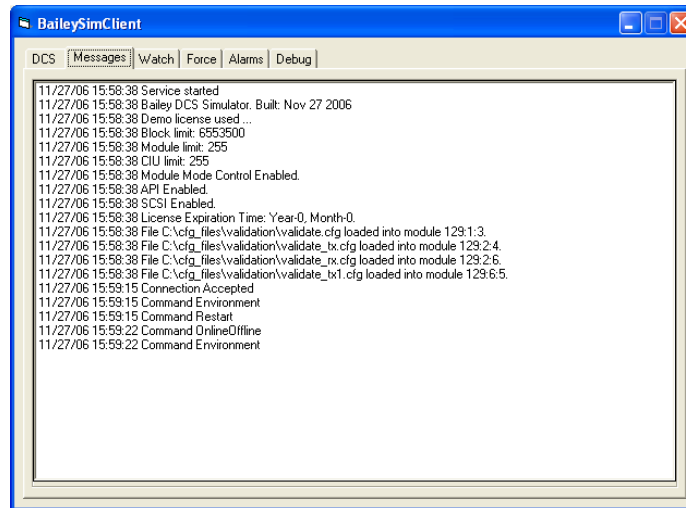 BaileySimClient
DCS Messages Watch Force Alarms Debug
11/27/06 15:58:38 Service started
11/27/06 15:58:38 Bailey DCS Simulator. Built: Nov 27 2006
11/27/06 15:58:38 Demo license used ...
11/27/06 15:58:38 Block limit: 6553500
11/27/06 15:58:38 Module limit: 255
11/27/06 15:58:38 CIU limit: 255
11/27/06 15:58:38 Module Mode Control Enabled.
11/27/06 15:58:38 API Enabled.
11/27/06 15:58:38 SCSI Enabled.
11/27/06 15:58:38 License Expiration Time: Year-0, Month-0.
11/27/06 15:58:38 File C:\cfg_files\validation\validate.cfg loaded into module 129:1:3.
11/27/06 15:58:38 File C:\cfg_files\validation\validate_tx.cfg loaded into module 129:2:4.
11/27/06 15:58:38 File C:\cfg_files\validation\validate_rx.cfg loaded into module 129:2:6.
11/27/06 15:58:38 File C:\cfg_files\validation\validate_tx1.cfg loaded into module 129:6:5.
11/27/06 15:59:15 Connection Accepted
11/27/06 15:59:15 Command Environment
11/27/06 15:59:15 Command Restart
11/27/06 15:59:22 Command OnlineOffline
11/27/06 15:59:22 Command Environment